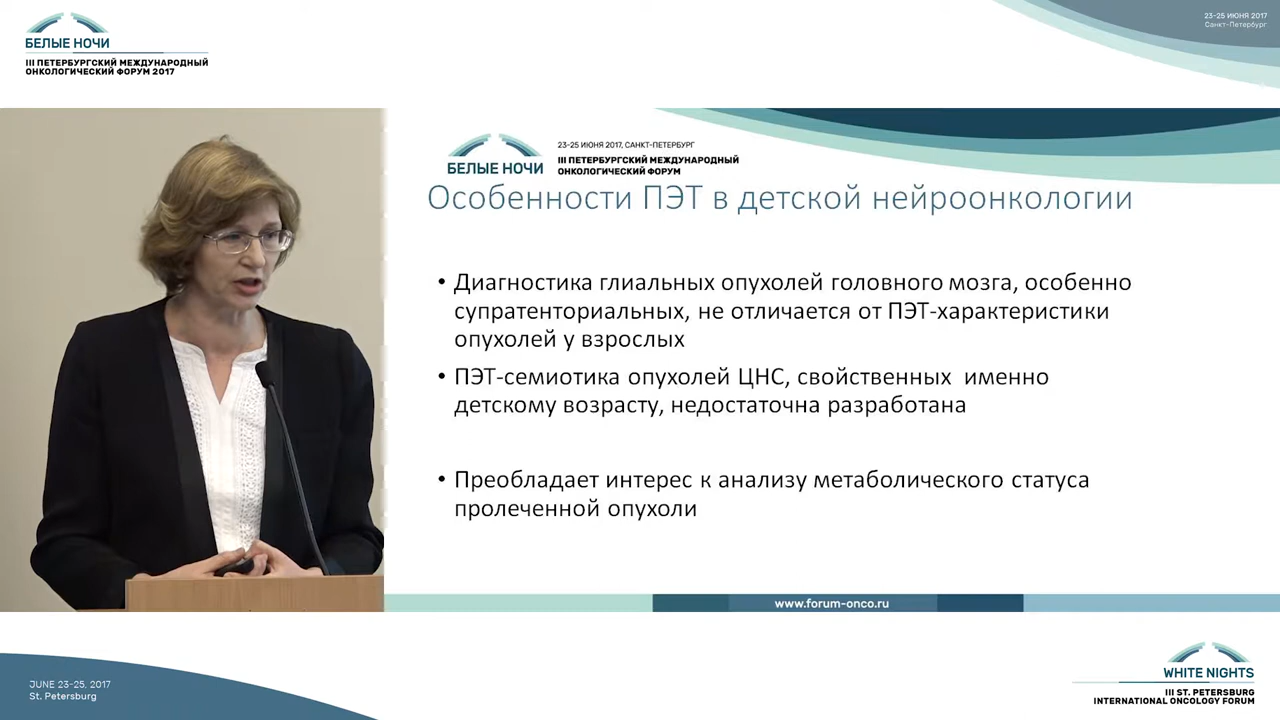 БЕЛЫЕ НОЧИ
III ПЕТЕРБУРГСКИЙ МЕЖДУНАРОДНЫЙ
ОНКОЛОГИЧЕСКИЙ ФОРУМ 2017
23-25 ИЮНЯ 2017
Санкт-Петербург
БЕЛЫЕ НОЧИ
23-25 ИЮНЯ 2017, САНКТ-ПЕТЕРБУРГ
III ПЕТЕРБУРГСКИЙ МЕЖДУНАРОДНЫЙ
ОНКОЛОГИЧЕСКИЙ ФОРУМ
Особенности ПЭТ в детской нейроонкологии
• Диагностика глиальных опухолей головного мозга, особенно
супратенториальных, не отличается от ПЭТ-характеристики
опухолей у взрослых
• ПЭТ-семиотика опухолей ЦНС, свойственных именно
детскому возрасту, недостаточна разработана
• Преобладает интерес к анализу метаболического статуса
пролеченной опухоли
www.forum-onco.ru
JUNE 23-25, 2017
St. Petersburg
WHITE NIGHTS
III ST. PETERSBURG
INTERNATIONAL ONCOLOGY FORUM